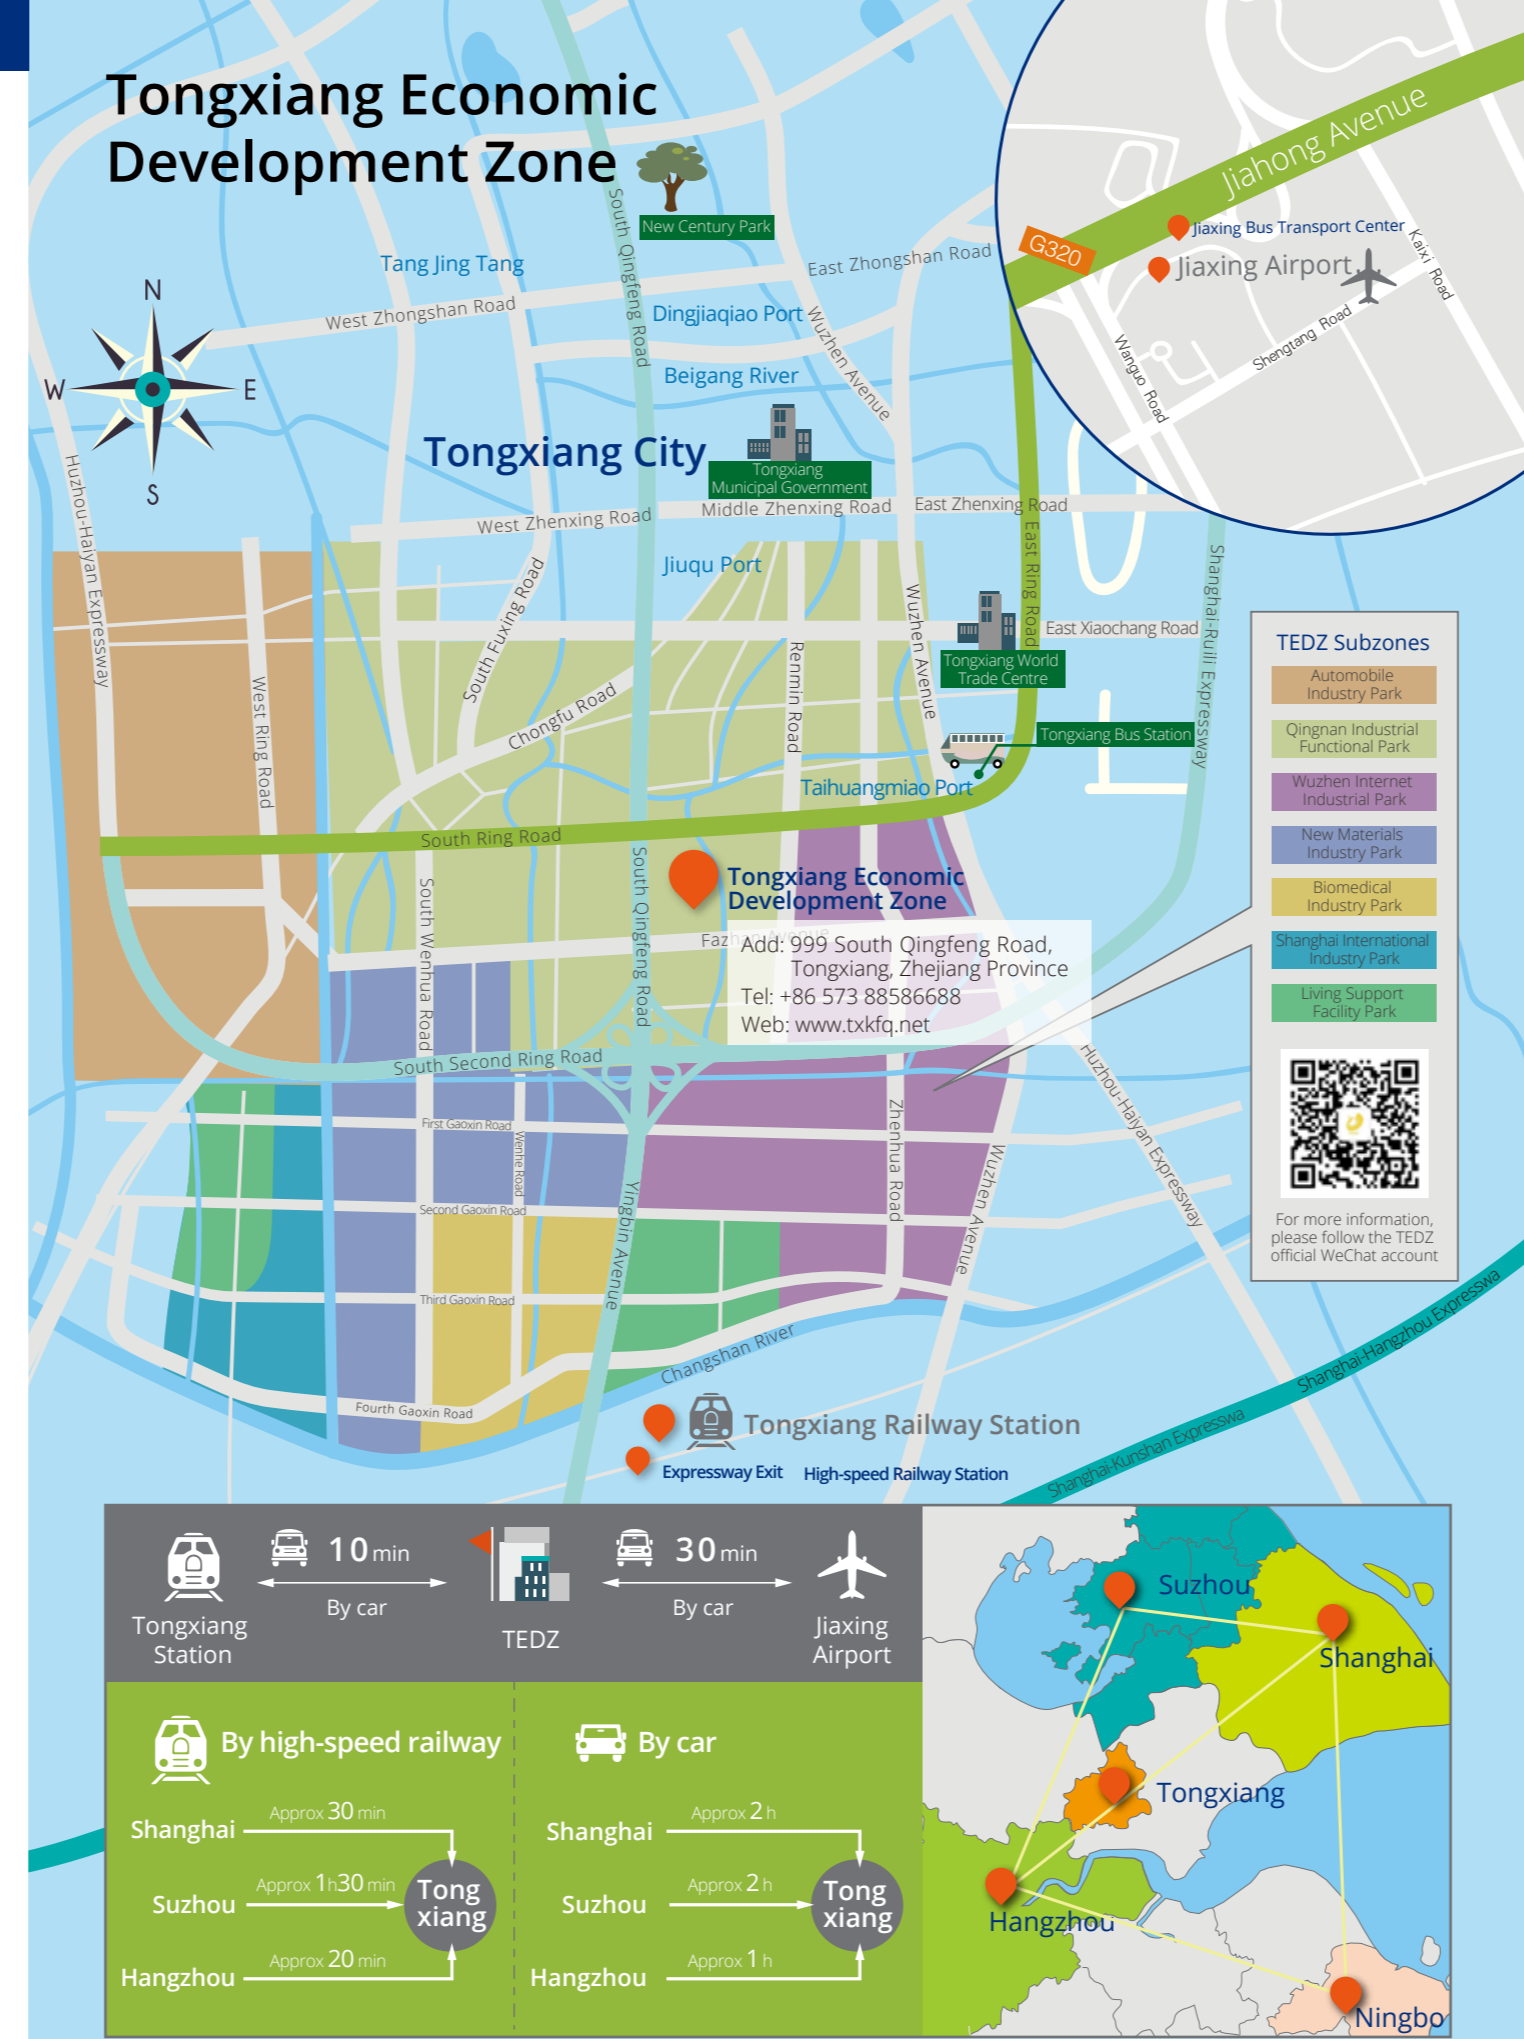 Tongxiang Economic
Development Zone
New Century Park
South Qingfeng Road
Tang Jing Tang
East Zhongshan Road
West Zhongshan Road
Dingjiaqiao Port
Wuzhen Avenue
Beigang River
N
W
E
S
Jiahong Avenue
G320
Jiaxing Bus Transport Center
Jiaxing Airport
Kaixi Road
Shengtang Road
Wanguo Road
Tongxiang City
Tongxiang
Municipal Government
Huzhou-Haiyan Expressway
West Zhenxing Road
Middle Zhenxing Road
East Zhenxing Road
Jiuqu Port
East Ring Road
Shanghai-Ruili Expressway
South Fuxing Road
Wuzhen Avenue
East Xiaochang Road
Tongxiang World
Trade Centre
Renmin Road
West Ring Road
Chongfu Road
Tongxiang Bus Station
Taihuangmiao Port
South Ring Road
TEDZ Subzones
Automobile
Industry Park
Qingnan Industrial
Functional Park
Wuzhen Internet
Industrial Park
New Materials
Industry Park
Biomedical
Industry Park
Shanghai International
Industry Park
Living Support
Facility Park
For more information,
please follow the TEDZ
official WeChat account
South Wenhua Road
South Qingfeng Road
Tongxiang Economic
Development Zone
Fazhan Avenue
Add: 999 South Qingfeng Road,
Tongxiang, Zhejiang Province
Tel: +86 573 88586688
Web: www.txkfq.net
South Second Ring Road
Huzhou-Haiyan Expressway
First Gaoxin Road
Wenhe Road
Zhenhua Road
Wuzhen Avenue
Second Gaoxin Road
Yingbin Avenue
Third Gaoxin Road
Changshan River
Fourth Gaoxin Road
Shanghai-Hangzhou Expresswa
Shanghai-Kunshan Expresswa
Tongxiang Railway Station
Expressway Exit
High-speed Railway Station
10 min
By car
30 min
By car
Tongxiang
Station
TEDZ
Jiaxing
Airport
By high-speed railway
Shanghai
Approx 30 min
Suzhou
Approx 1h30 min
Hangzhou
Approx 20 min
Tong
xiang
By car
Shanghai
Approx 2 h
Suzhou
Approx 2 h
Hangzhou
Approx 1 h
Tong
xiang
Suzhou
Shanghai
Tongxiang
Hangzhou
Ningbo